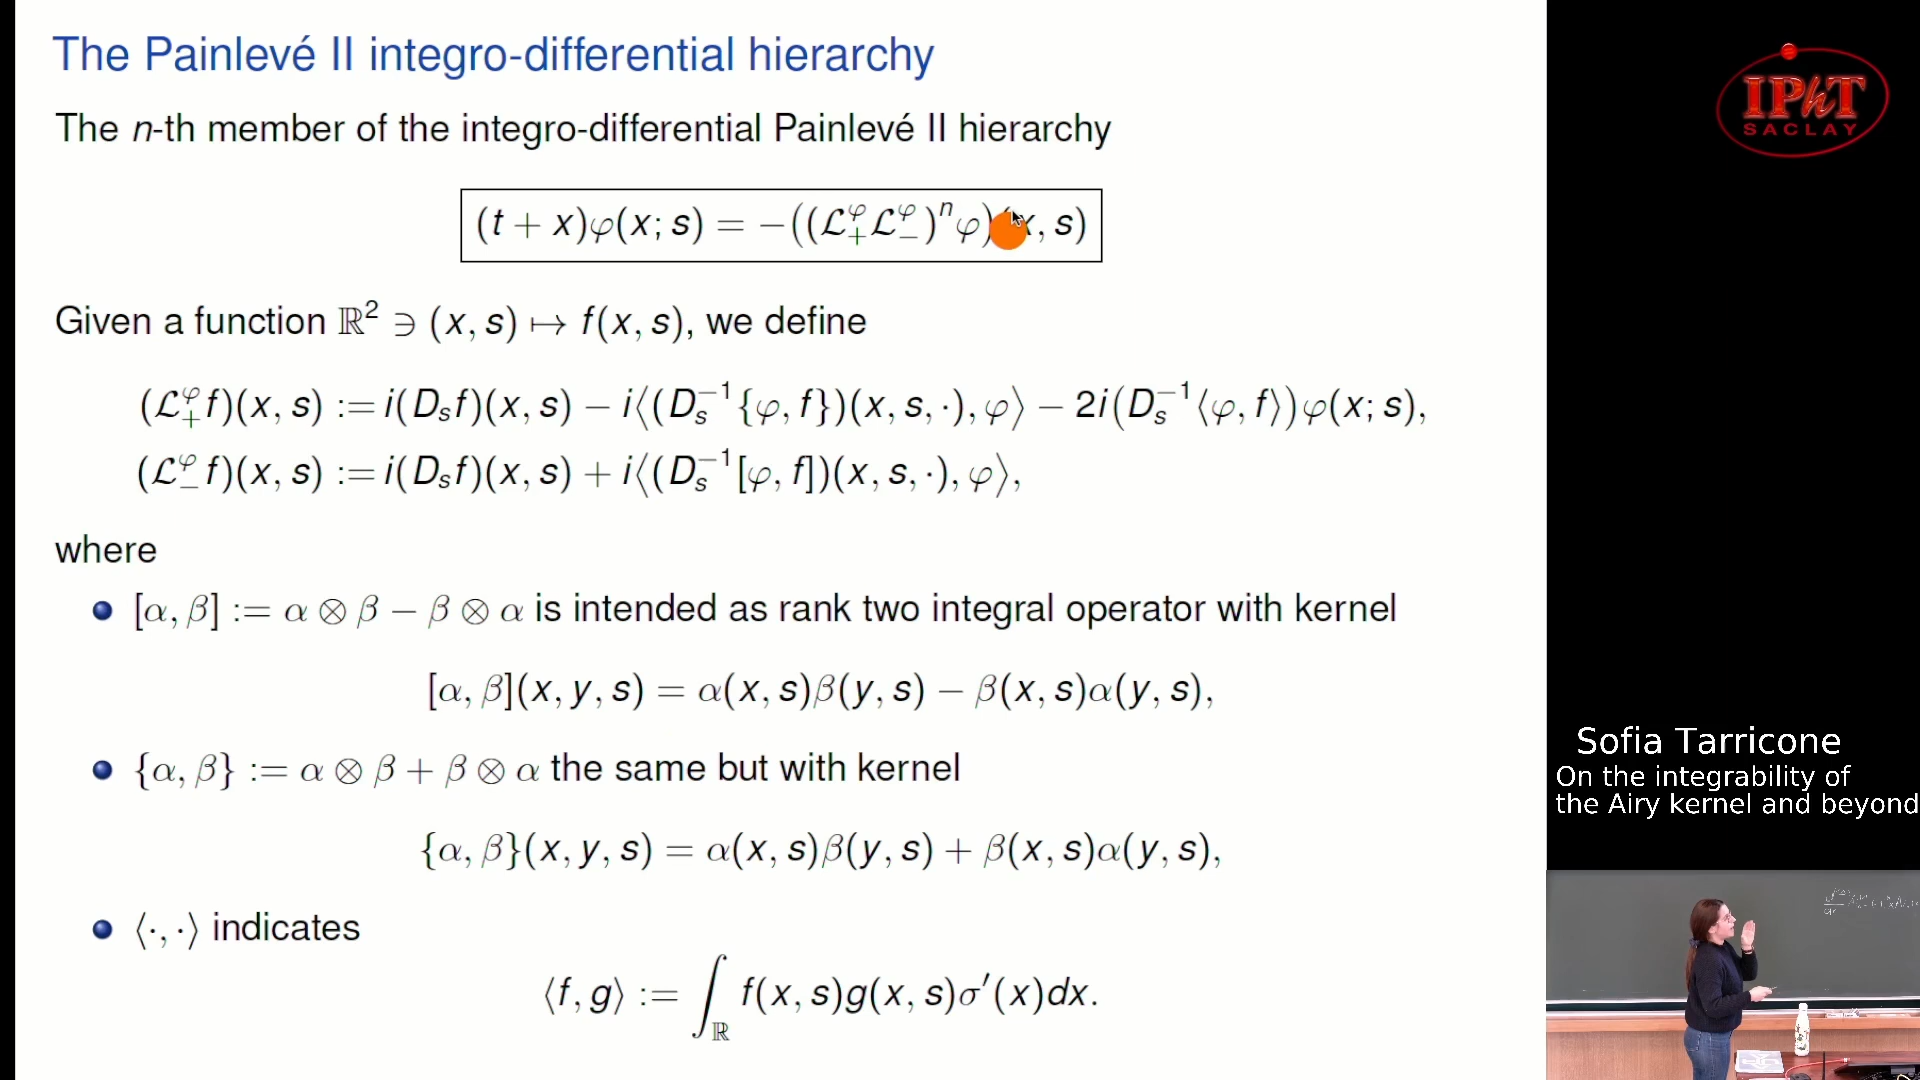 The Painlevé II integro-differential hierarchy
The n-th member of the integro-differential Painlevé II hierarchy
(t + x)φ(x; s) = −((𝓛₊^φ 𝓛₋^φ)ⁿ φ)(x, s)
Given a function ℝ² ∋ (x, s) ↦ f(x, s), we define
(𝓛₊^φ f)(x, s) := i(D_s f)(x, s) − i⟨(D_s⁻¹{φ, f})(x, s, ·), φ⟩ − 2i(D_s⁻¹⟨φ, f⟩)φ(x; s),
(𝓛₋^φ f)(x, s) := i(D_s f)(x, s) + i⟨(D_s⁻¹[φ, f])(x, s, ·), φ⟩,
where
[α, β] := α ⊗ β − β ⊗ α is intended as rank two integral operator with kernel
[α, β](x, y, s) = α(x, s)β(y, s) − β(x, s)α(y, s),
{α, β} := α ⊗ β + β ⊗ α the same but with kernel
{α, β}(x, y, s) = α(x, s)β(y, s) + β(x, s)α(y, s),
⟨·, ·⟩ indicates
⟨f, g⟩ := ∫_ℝ f(x, s)g(x, s)σ′(x)dx.
IPhT
SACLAY
Sofia Tarricone
On the integrability of
the Airy kernel and beyond